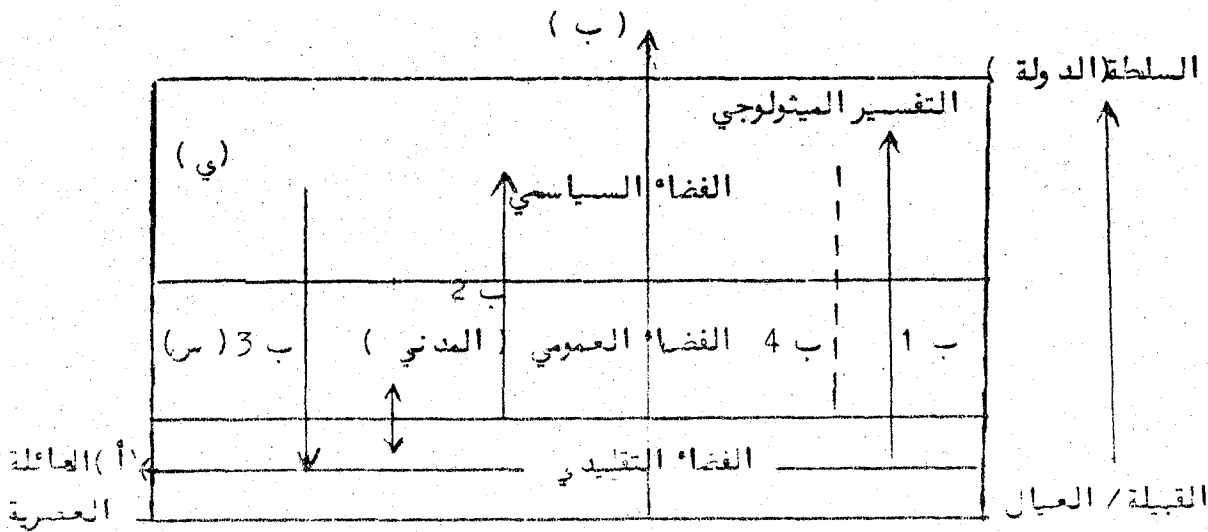 ( ب )
السلطة(الدولة )
التفسير الميثولوجي
(ي)
الفضاء السياسي
ب 2
ب 1
ب 4 الفضاء العمومي ( المدني )
ب 3 (س)
الفضاء التقليدي
(أ) العائلة
العصرية
القبيلة / العيال